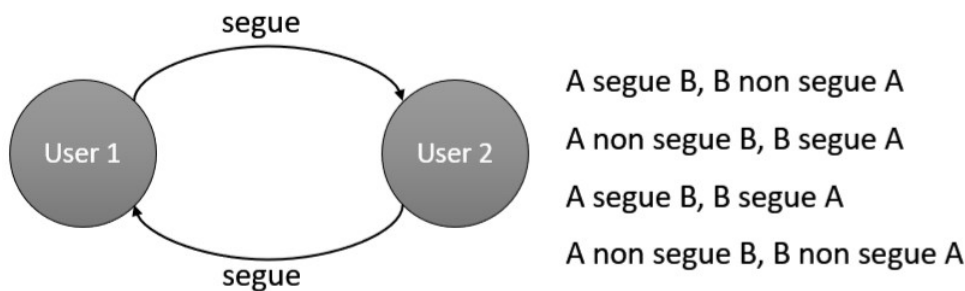 segue
User 1
User 2
segue
A segue B, B non segue A
A non segue B, B segue A
A segue B, B segue A
A non segue B, B non segue A